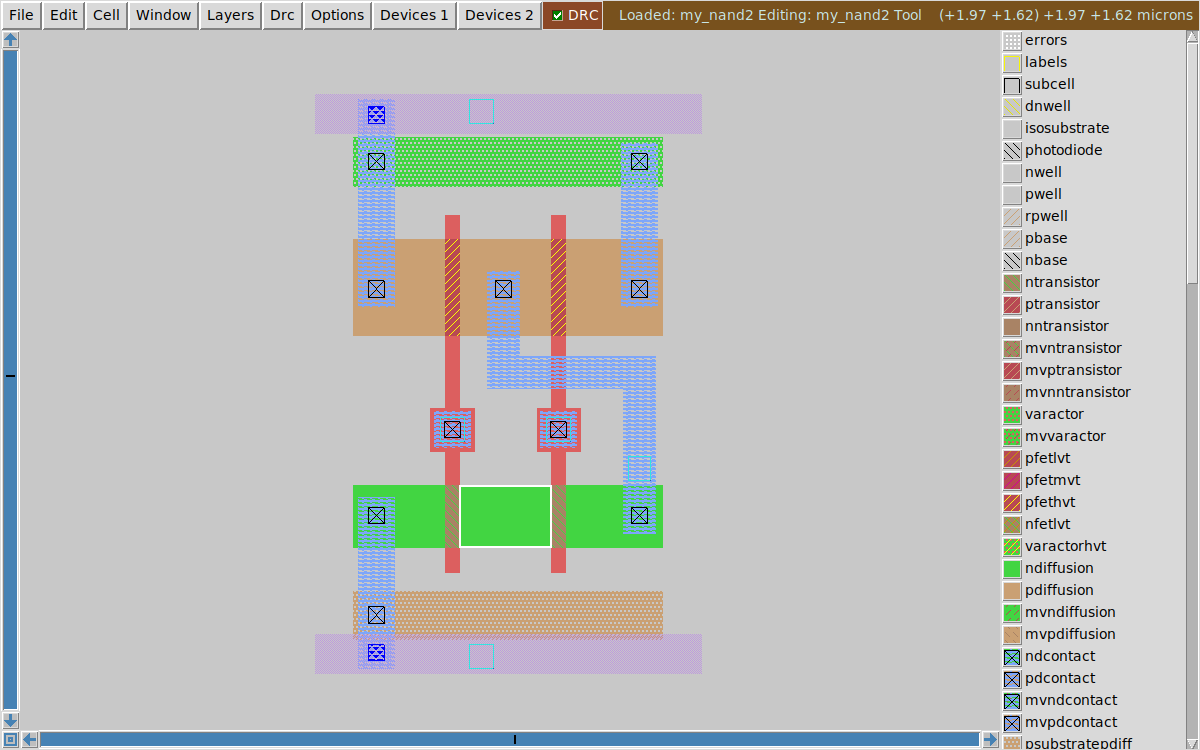 File Edit Cell Window Layers Drc Options Devices 1 Devices 2 DRC Loaded: my_nand2 Editing: my_nand2 Tool (+1.97 +1.62) +1.97 +1.62 microns
errors
labels
subcell
dnwell
isosubstrate
photodiode
nwell
pwell
rpwell
pbase
nbase
ntransistor
ptransistor
nntransistor
mvntransistor
mvptransistor
mvnntransistor
varactor
mvvaractor
pfetlvt
pfetmvt
pfethvt
nfetlvt
varactorhvt
ndiffusion
pdiffusion
mvndiffusion
mvpdiffusion
ndcontact
pdcontact
mvndcontact
mvpdcontact
psubstratepdiff